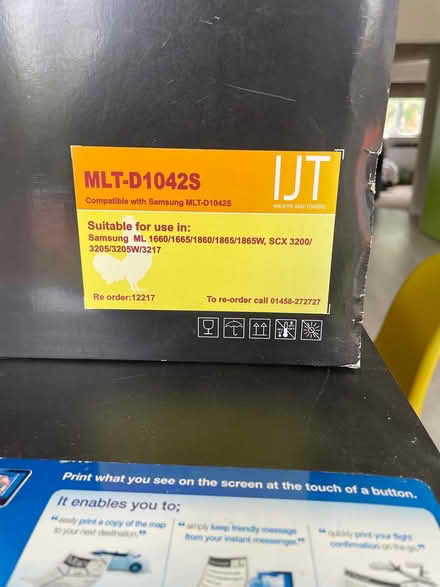 IJT
MLT-D1042S
Compatible with Samsung MLT-D1042S
Suitable for use in:
Samsung ML 1660/1665/1860/1865/1865W, SCX 3200/
3205/3205W/3217
Re order:12217
To re-order call 01458-272727
Print what you see on the screen at the touch of a button.
It enables you to;
"easily print a copy of the map
to your next destination."
"simply keep friendly message
from your instant messenger."
"quickly print your flight
confirmation on the go."